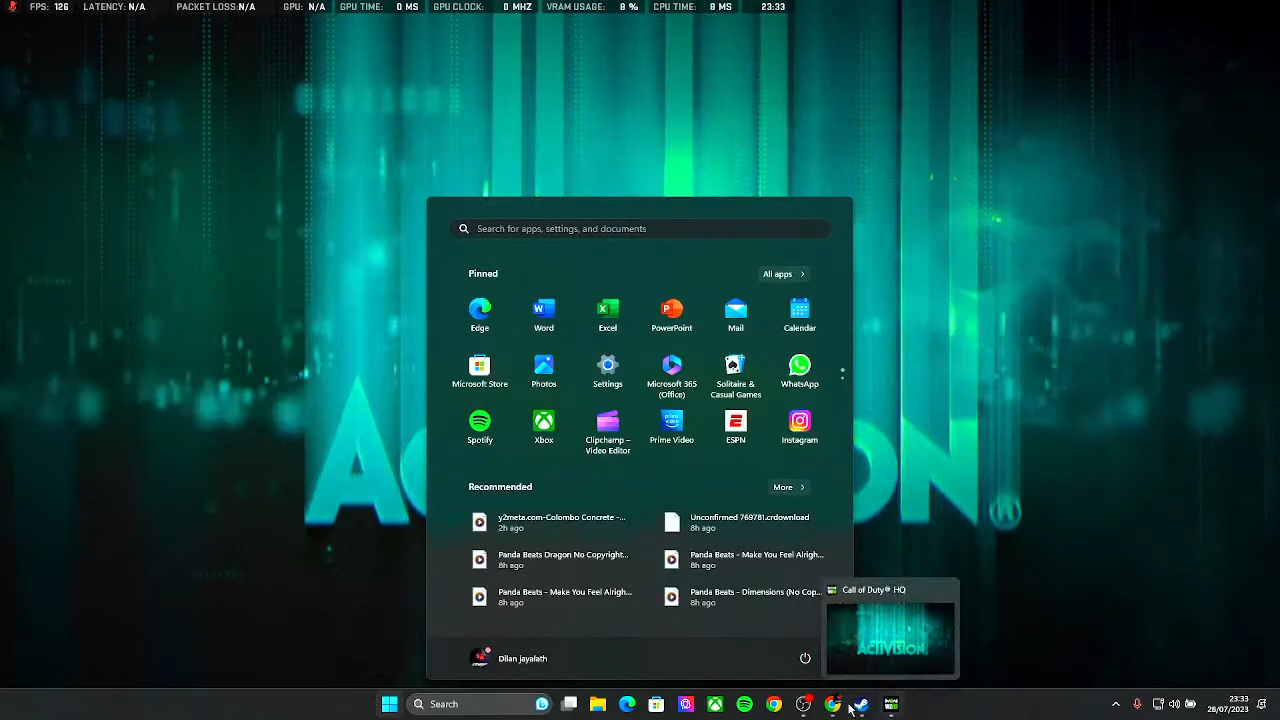 FPS: 126 LATENCY: N/A PACKET LOSS:N/A GPU: N/A GPU TIME: 0 MS GPU CLOCK: 0 MHZ VRAM USAGE: 8 % CPU TIME: 8 MS 23:33
Search for apps, settings, and documents
Pinned
All apps
Edge Word Excel PowerPoint Mail Calendar
Microsoft Store Photos Settings Microsoft 365 (Office) Solitaire & Casual Games WhatsApp
Spotify Xbox Clipchamp – Video Editor Prime Video ESPN Instagram
Recommended
More
y2meta.com-Colombo Concrete -...
2h ago
Unconfirmed 769781.crdownload
8h ago
Panda Beats Dragon No Copyright...
8h ago
Panda Beats - Make You Feel Alrigh...
8h ago
Panda Beats - Make You Feel Alrigh...
8h ago
Panda Beats - Dimensions (No Cop...
8h ago
Call of Duty® HQ
ACTIVISION
Dilan jayalath
Search
23:33
28/07/2023